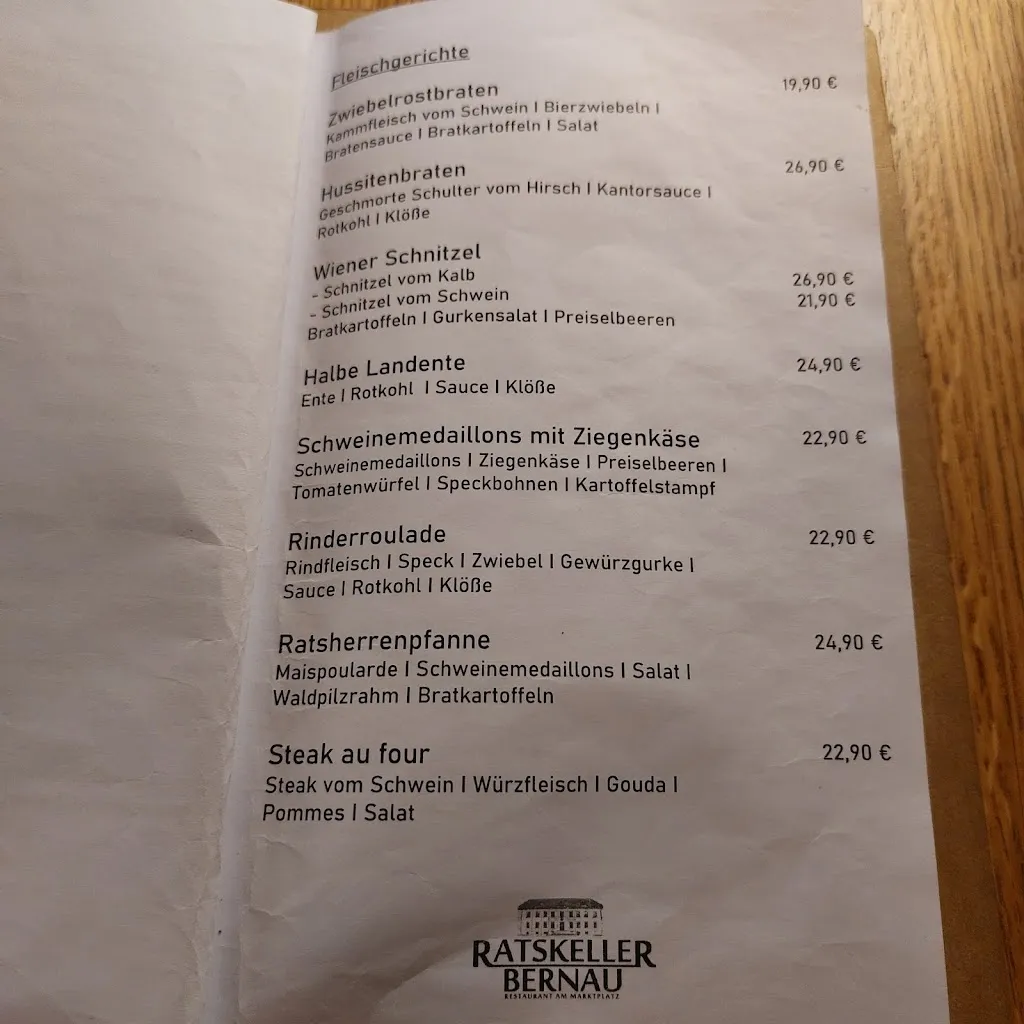 Fleischgerichte
Zwiebelrostbraten 19,90 €
Kammfleisch vom Schwein I Bierzwiebeln I
Bratensauce I Bratkartoffeln I Salat
Hussitenbraten 26,90 €
Geschmorte Schulter vom Hirsch I Kantorsauce I
Rotkohl I Klöße
Wiener Schnitzel
- Schnitzel vom Kalb 26,90 €
- Schnitzel vom Schwein 21,90 €
Bratkartoffeln I Gurkensalat I Preiselbeeren
Halbe Landente 24,90 €
Ente I Rotkohl I Sauce I Klöße
Schweinemedaillons mit Ziegenkäse 22,90 €
Schweinemedaillons I Ziegenkäse I Preiselbeeren I
Tomatenwürfel I Speckbohnen I Kartoffelstampf
Rinderroulade 22,90 €
Rindfleisch I Speck I Zwiebel I Gewürzgurke I
Sauce I Rotkohl I Klöße
Ratsherrenpfanne 24,90 €
Maispoularde I Schweinemedaillons I Salat I
Waldpilzrahm I Bratkartoffeln
Steak au four 22,90 €
Steak vom Schwein I Würzfleisch I Gouda I
Pommes I Salat
RATSKELLER
BERNAU
RESTAURANT AM MARKTPLATZ